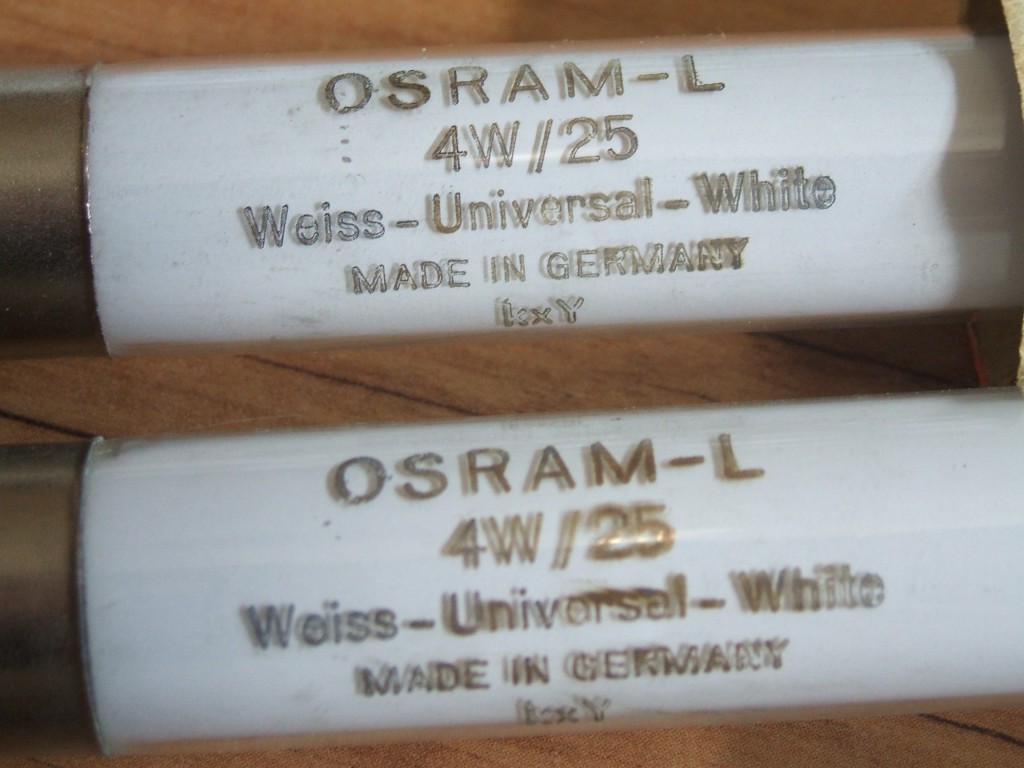 OSRAM-L
4W/25
Weiss-Universal-White
MADE IN GERMANY
OSRAM-L
4W/25
Weiss-Universal-White
MADE IN GERMANY